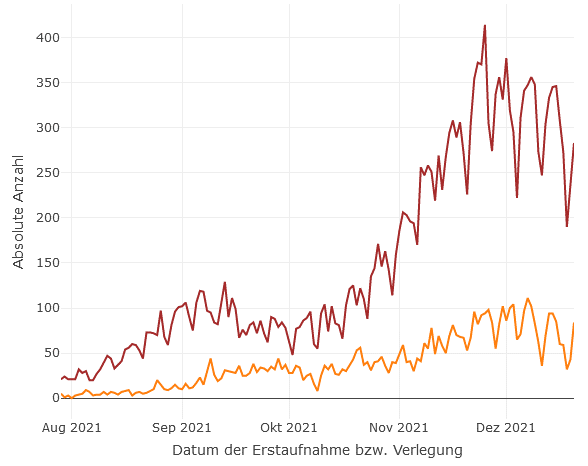 400
350
300
250
200
150
100
50
0
Absolute Anzahl
Aug 2021
Sep 2021
Okt 2021
Nov 2021
Dez 2021
Datum der Erstaufnahme bzw. Verlegung